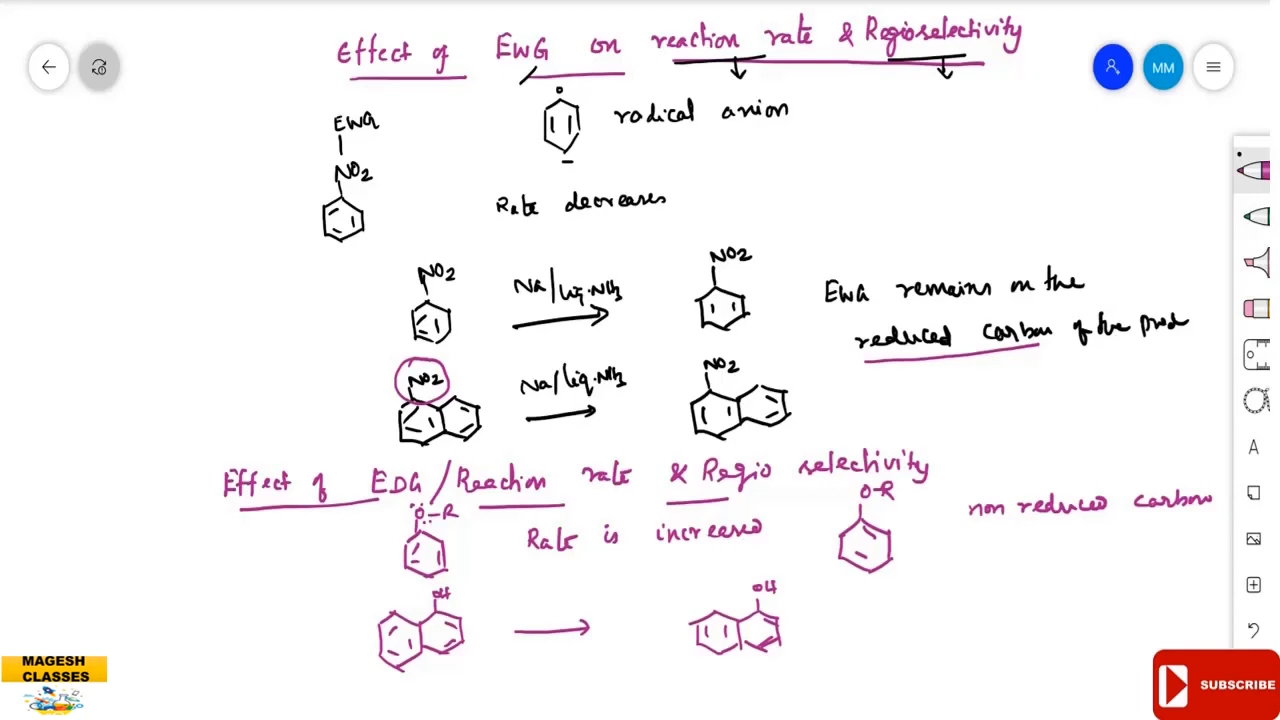 Effect of EWG on reaction rate & Regioselectivity
MM
EWG
NO2
radical anion
Rate decreases
NO2
Na/liq.NH3
NO2
EWG remains on the
reduced carbon of the prod
NO2
Na/liq.NH3
NO2
Effect of EDG/Reaction rate & Regio selectivity
O-R
Rate is increased
O-R
non reduced carbon
OH
OH
A
MAGESH
CLASSES
SUBSCRIBE